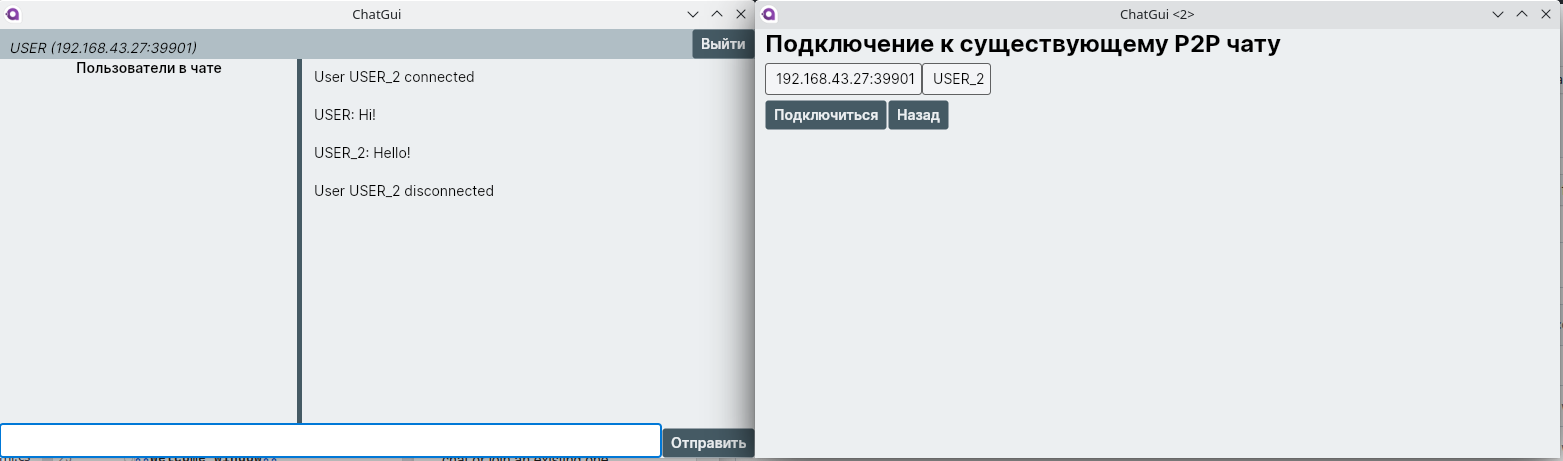 ChatGui
USER (192.168.43.27:39901)
Выйти
Пользователи в чате
User USER_2 connected
USER: Hi!
USER_2: Hello!
User USER_2 disconnected
Отправить
ChatGui <2>
Подключение к существующему P2P чату
192.168.43.27:39901
USER_2
Подключиться
Назад